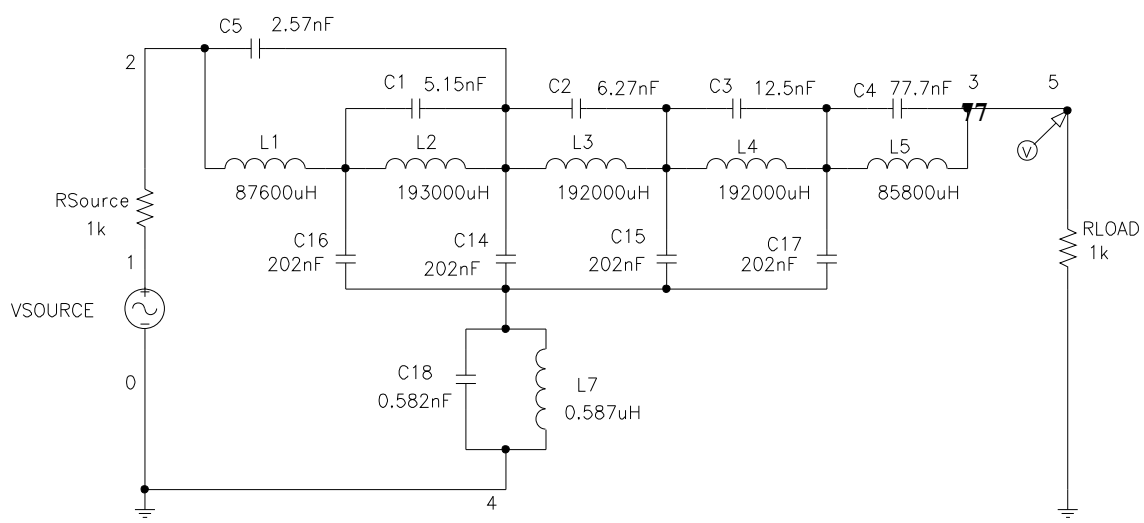 C5 2.57nF
2
C1 5.15nF C2 6.27nF C3 12.5nF C4 77.7nF 3 5
L1 L2 L3 L4 L5
V
87600uH 193000uH 192000uH 192000uH 85800uH
RSource
1k
C16 C14 C15 C17
202nF 202nF 202nF 202nF
RLOAD
1k
1
+
VSOURCE
-
0
C18 L7
0.582nF 0.587uH
4